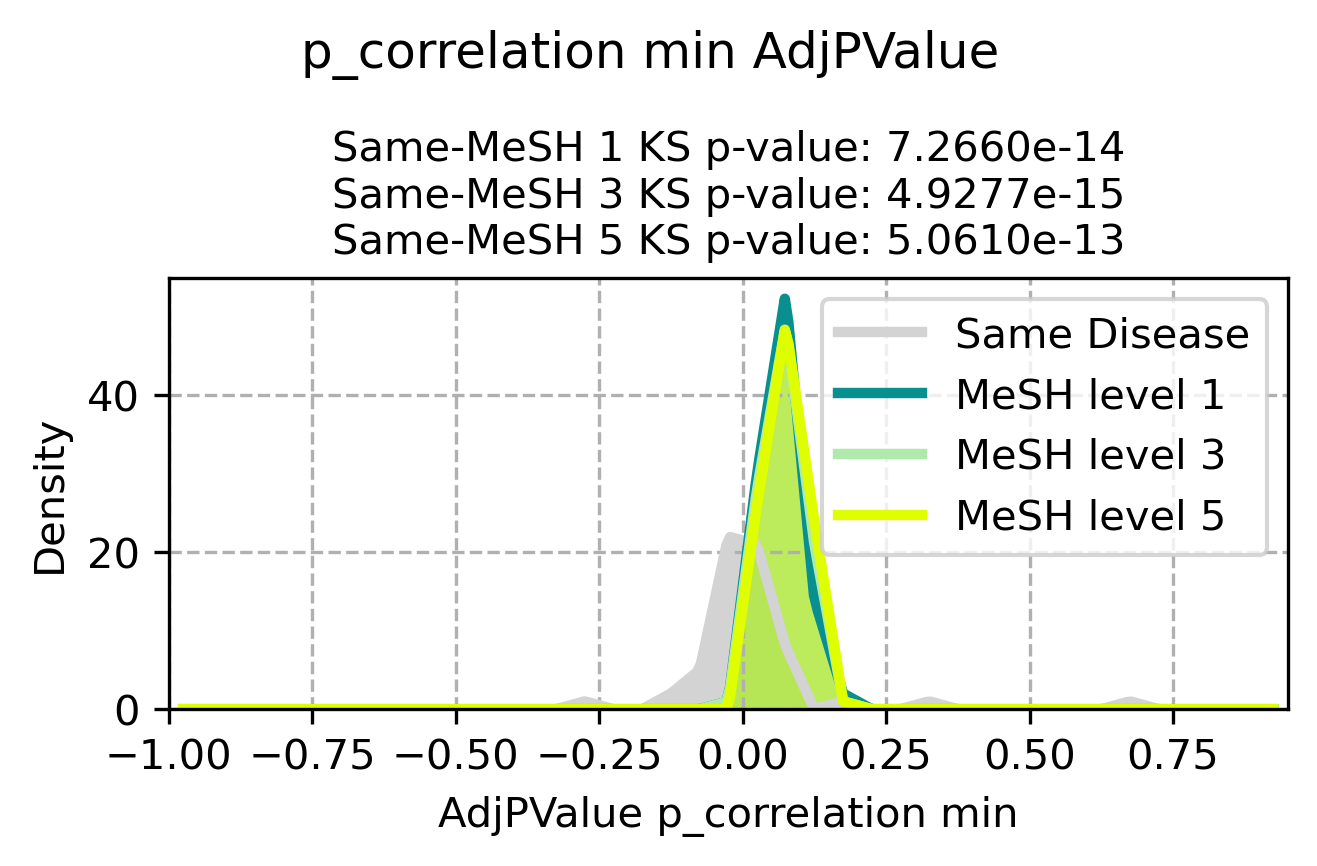 p_correlation min AdjPValue
Same-MeSH 1 KS p-value: 7.2660e-14
Same-MeSH 3 KS p-value: 4.9277e-15
Same-MeSH 5 KS p-value: 5.0610e-13
Same Disease
MeSH level 1
MeSH level 3
MeSH level 5
Density
40
20
0
−1.00 −0.75 −0.50 −0.25 0.00 0.25 0.50 0.75
AdjPValue p_correlation min